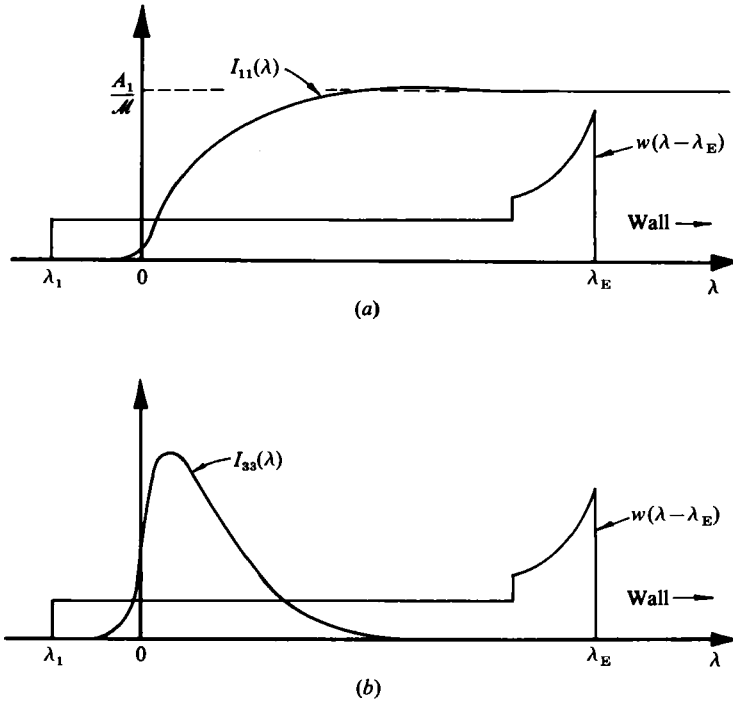 I₁₁(λ)
A₁
ℳ
w(λ−λ_E)
Wall →
λ₁ 0 λ_E λ
(a)
I₃₃(λ)
w(λ−λ_E)
Wall →
λ₁ 0 λ_E λ
(b)